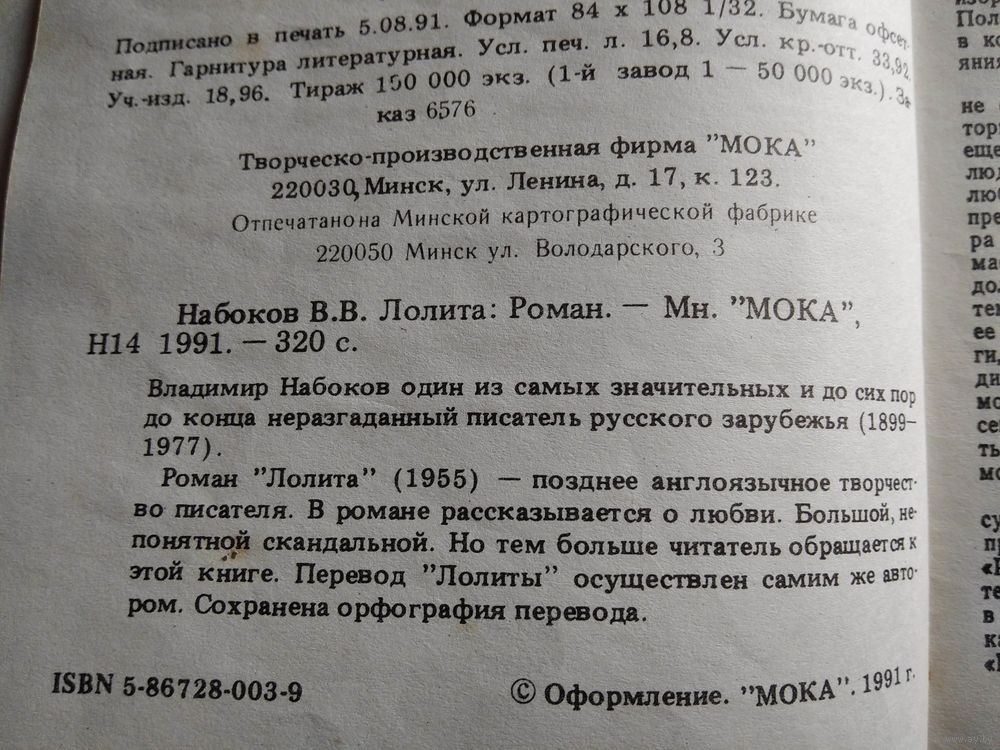 Подписано в печать 5.08.91. Формат 84 х 108 1/32. Бумага офсет-
ная. Гарнитура литературная. Усл. печ. л. 16,8. Усл. кр.-отт. 33,92.
Уч.-изд. 18,96. Тираж 150 000 экз. (1-й завод 1 — 50 000 экз.). За-
каз 6576
Творческо-производственная фирма "МОКА"
220030, Минск, ул. Ленина, д. 17, к. 123.
Отпечатано на Минской картографической фабрике
220050 Минск ул. Володарского, 3
Набоков В.В. Лолита: Роман. — Мн. "МОКА",
Н14 1991. — 320 с.
Владимир Набоков один из самых значительных и до сих пор
до конца неразгаданный писатель русского зарубежья (1899-
1977).
Роман "Лолита" (1955) — позднее англоязычное творчест-
во писателя. В романе рассказывается о любви. Большой, не-
понятной скандальной. Но тем больше читатель обращается к
этой книге. Перевод "Лолиты" осуществлен самим же авто-
ром. Сохранена орфография перевода.
ISBN 5-86728-003-9
© Оформление. "МОКА". 1991 г.